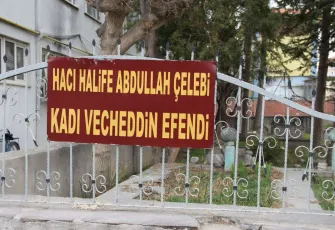 HACI HALİFE ABDULLAH ÇELEBİ
KADI VECHEDDİN EFENDİ